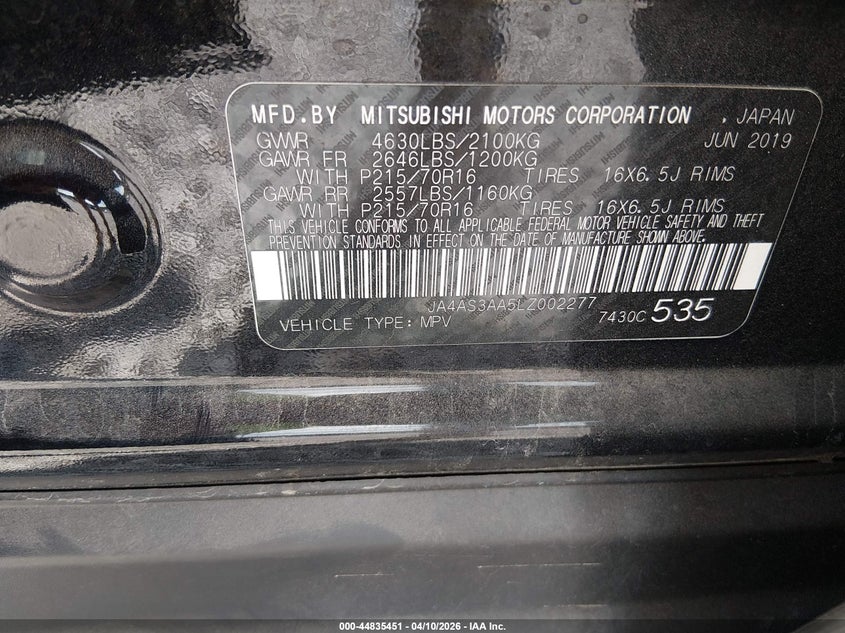 MFD.BY MITSUBISHI MOTORS CORPORATION , JAPAN
GVWR 4630LBS/2100KG JUN 2019
GAWR FR 2646LBS/1200KG
WITH P215/70R16 TIRES 16X6.5J RIMS
GAWR RR 2557LBS/1160KG
WITH P215/70R16 TIRES 16X6.5J RIMS
THIS VEHICLE CONFORMS TO ALL APPLICABLE FEDERAL MOTOR VEHICLE SAFETY AND THEFT
PREVENTION STANDARDS IN EFFECT ON THE DATE OF MANUFACTURE SHOWN ABOVE.
JA4AS3AA5LZ002277
VEHICLE TYPE: MPV 7430C 535
000-44835451 | 04/10/2026 | IAA Inc.